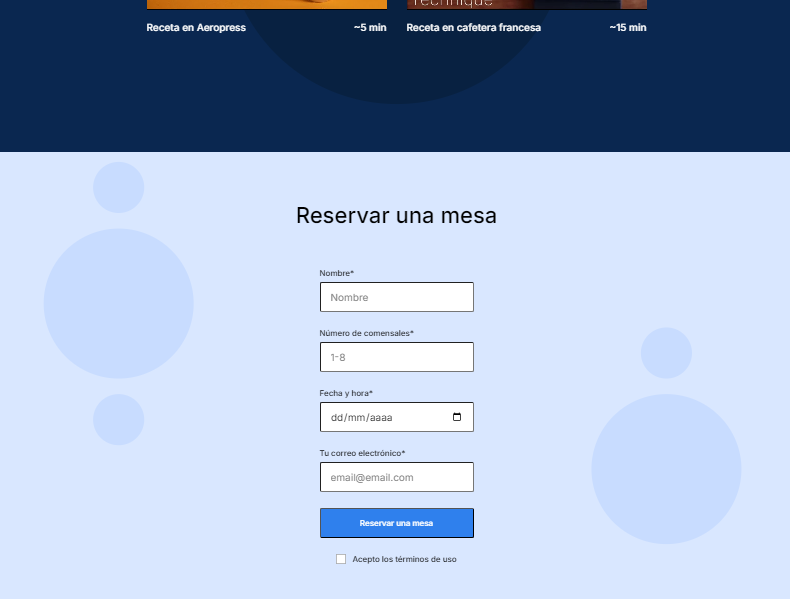 Technique
Receta en Aeropress ~5 min
Receta en cafetera francesa ~15 min
Reservar una mesa
Nombre*
Nombre
Número de comensales*
1-8
Fecha y hora*
dd/mm/aaaa
Tu correo electrónico*
email@email.com
Reservar una mesa
Acepto los términos de uso